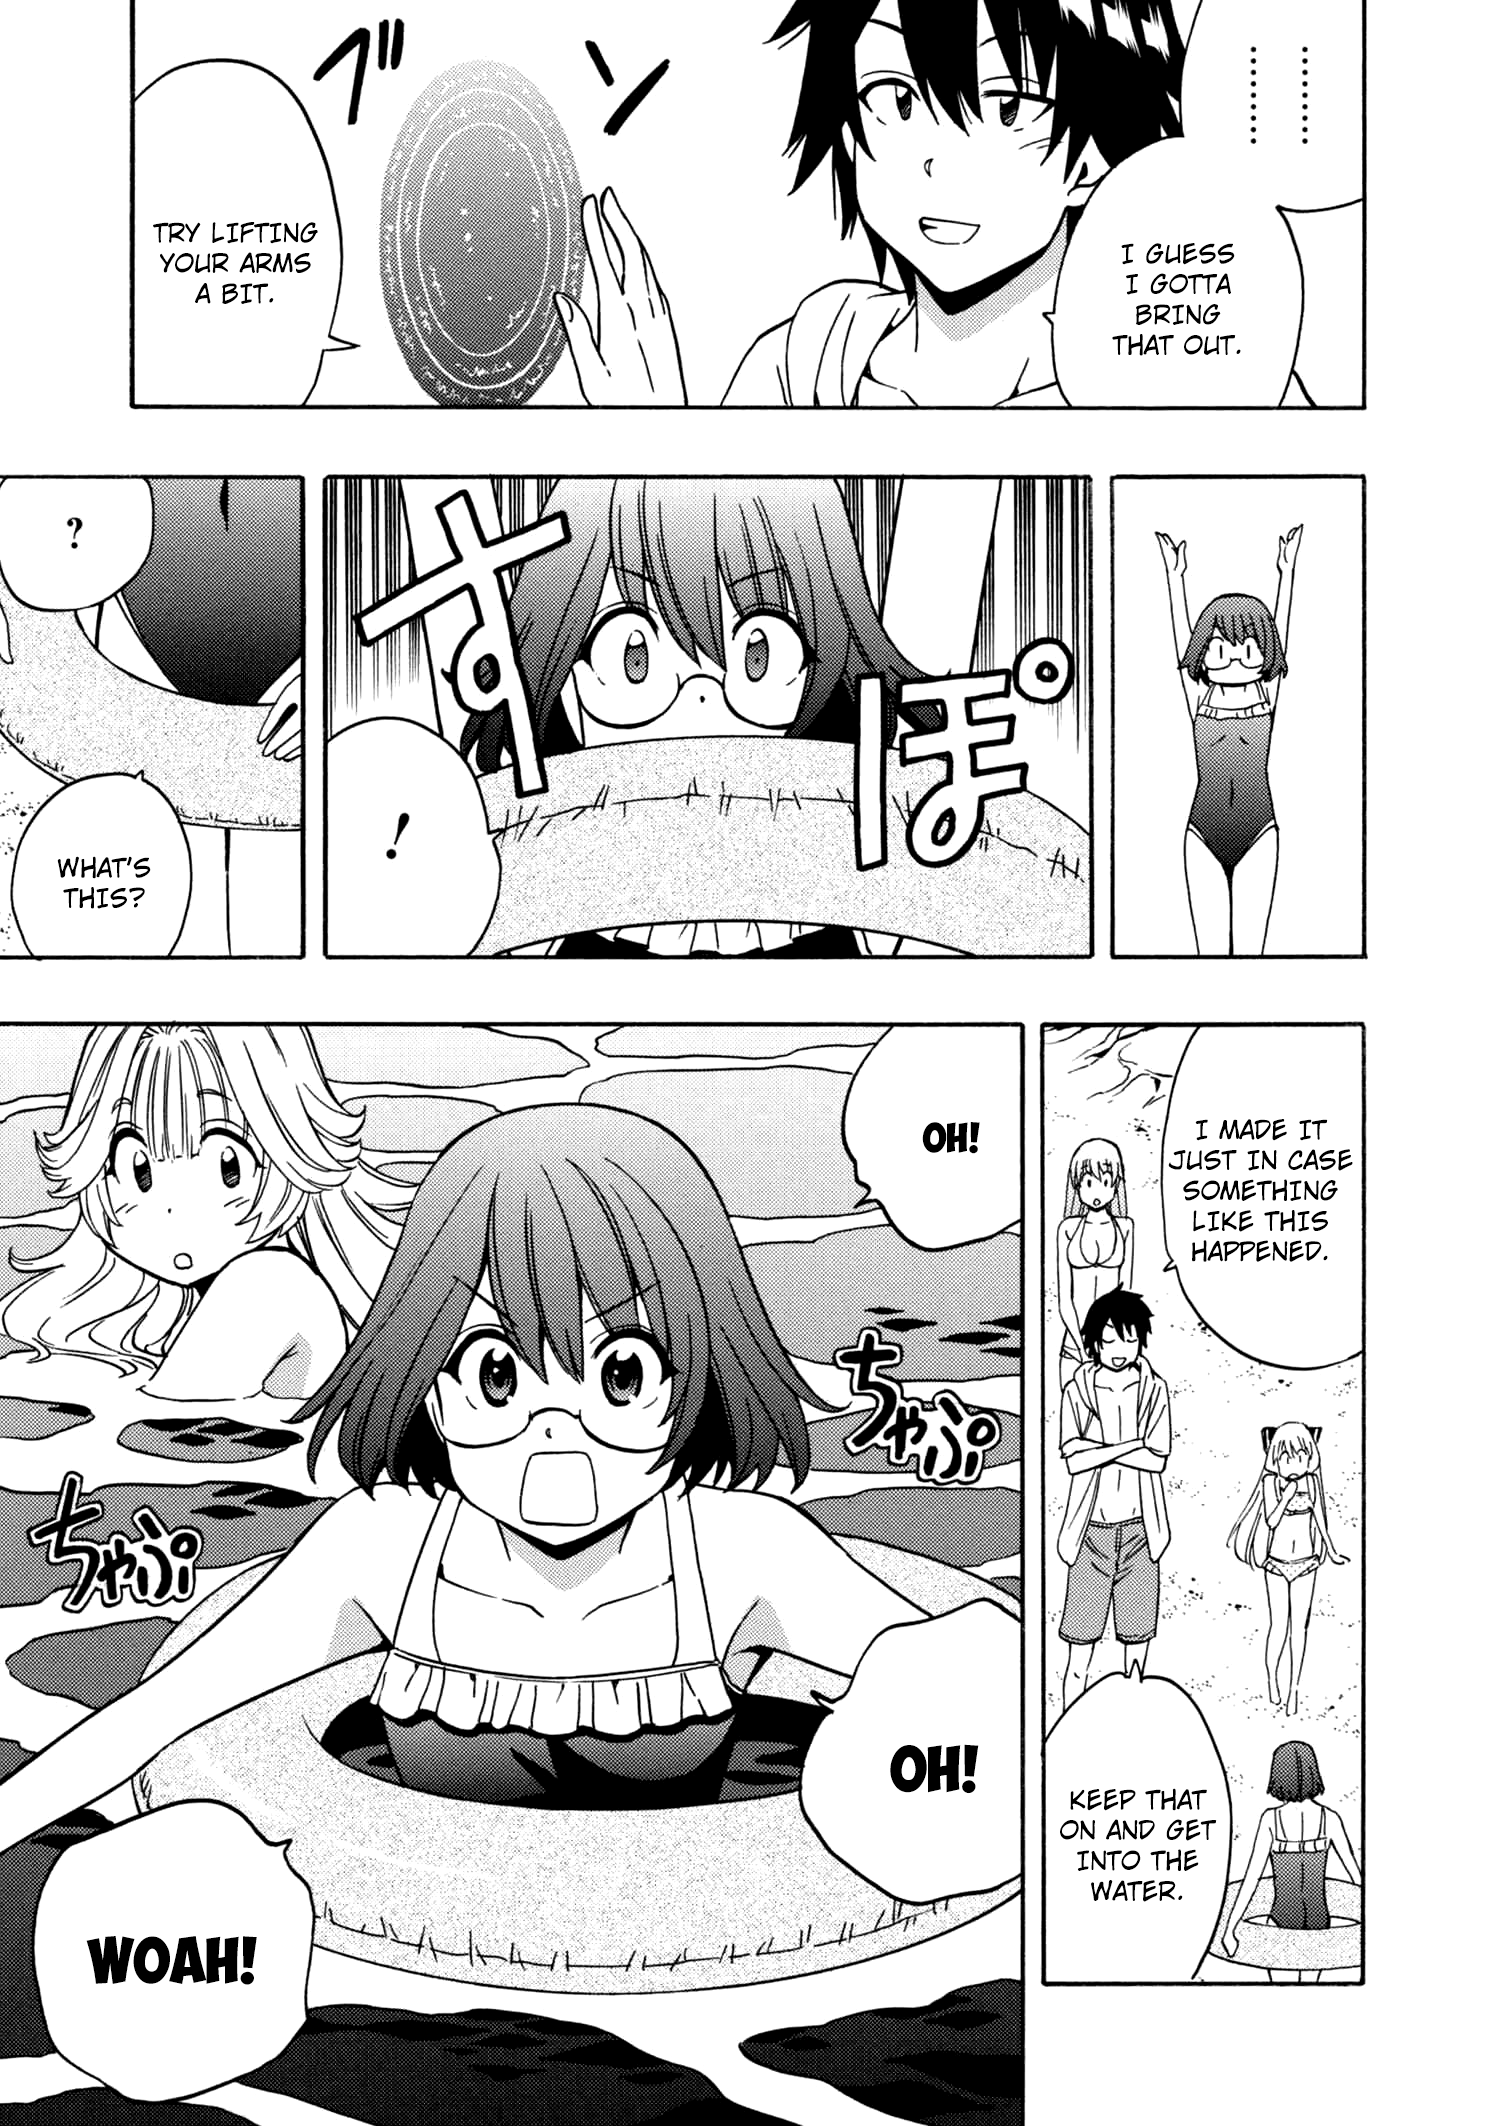 ………
………
I GUESS
I GOTTA
BRING
THAT OUT.
ブン
TRY LIFTING
YOUR ARMS
A BIT.
すぽ
!
?
WHAT'S
THIS?
I MADE IT
JUST IN CASE
SOMETHING
LIKE THIS
HAPPENED.
KEEP THAT
ON AND GET
INTO THE
WATER.
OH!
ちゃぷ
OH!
ちゃぷ
WOAH!